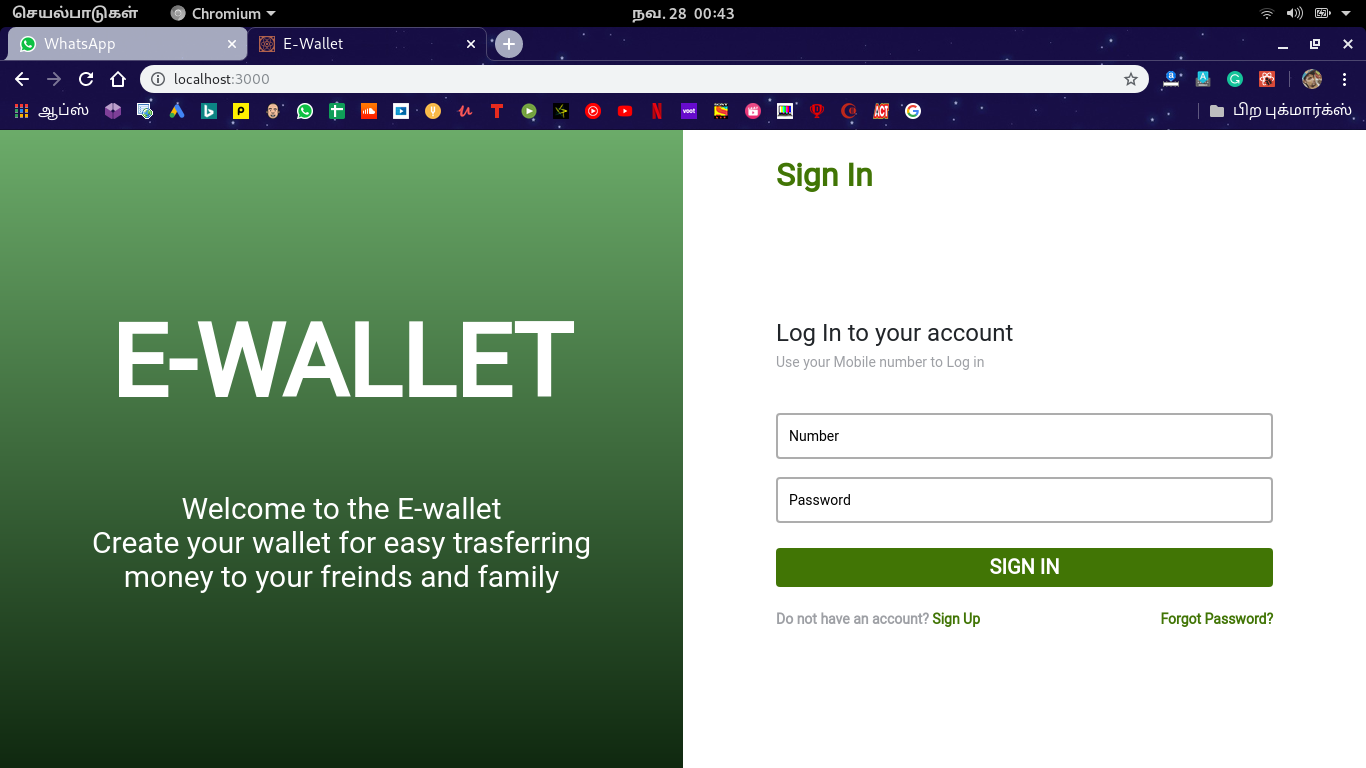 செயல்பாடுகள் Chromium நவ. 28 00:43
WhatsApp E-Wallet
localhost:3000
ஆப்ஸ் பிற புக்மார்க்ஸ்
Sign In
E-WALLET
Welcome to the E-wallet
Create your wallet for easy trasferring
money to your freinds and family
Log In to your account
Use your Mobile number to Log in
Number
Password
SIGN IN
Do not have an account? Sign Up Forgot Password?